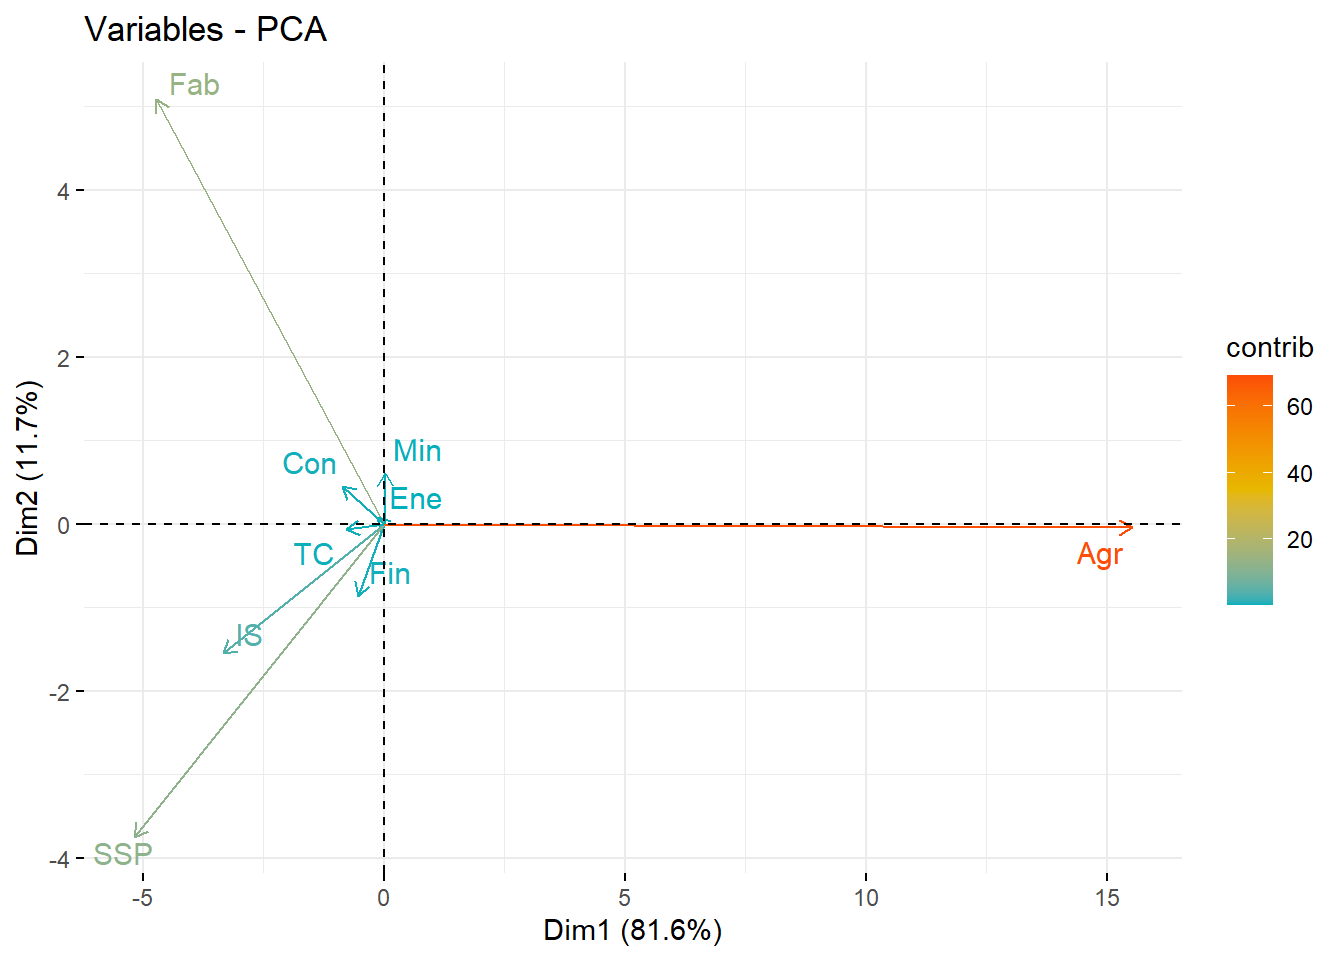 Variables - PCA
Fab
Con
Min
Ene
TC
Fin
Agr
IS
SSP
4
2
0
-2
-4
-5
0
5
10
15
Dim1 (81.6%)
Dim2 (11.7%)
contrib
60
40
20